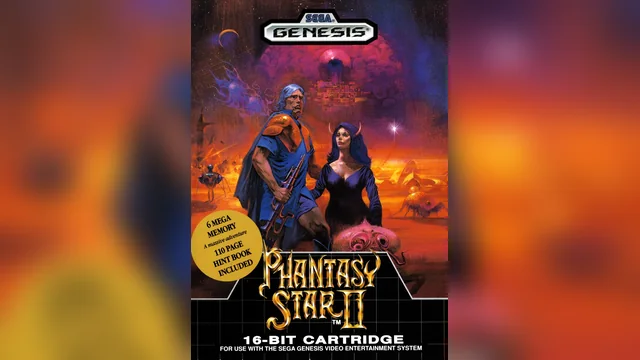 SEGA
GENESIS
6 MEGA
MEMORY
A massive adventure
110 PAGE
HINT BOOK
INCLUDED
PHANTASY
STAR II
TM
16-BIT CARTRIDGE
FOR USE WITH THE SEGA GENESIS VIDEO ENTERTAINMENT SYSTEM